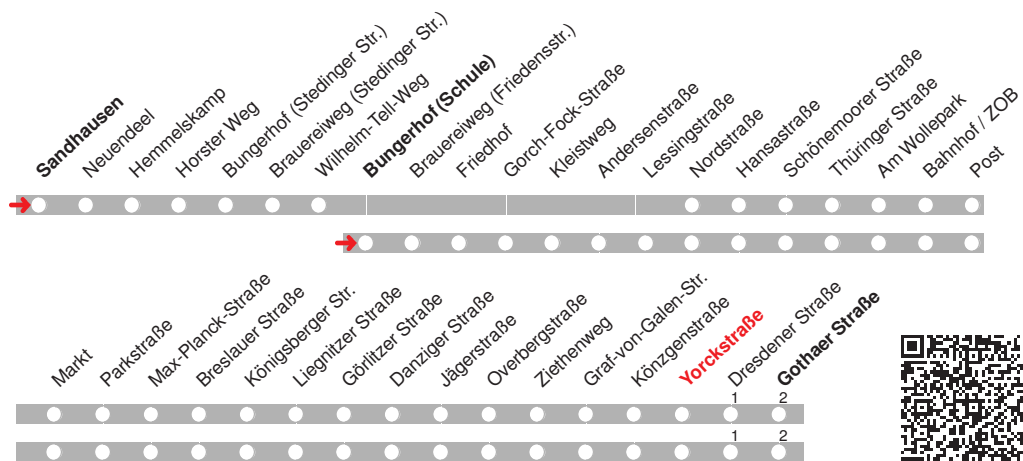 Sandhausen
Neuendeel
Hemmelskamp
Horster Weg
Bungerhof (Stedinger Str.)
Brauereiweg (Stedinger Str.)
Wilhelm-Tell-Weg
Bungerhof (Schule)
Brauereiweg (Friedensstr.)
Friedhof
Gorch-Fock-Straße
Kleistweg
Andersenstraße
Lessingstraße
Nordstraße
Hansastraße
Schönemoorer Straße
Thüringer Straße
Am Wollepark
Bahnhof / ZOB
Post
Markt
Parkstraße
Max-Planck-Straße
Breslauer Straße
Königsberger Str.
Liegnitzer Straße
Görlitzer Straße
Danziger Straße
Jägerstraße
Overbergstraße
Ziethenweg
Graf-von-Galen-Str.
Könzgenstraße
Yorckstraße
Dresdener Straße
Gothaer Straße
1 2
1 2